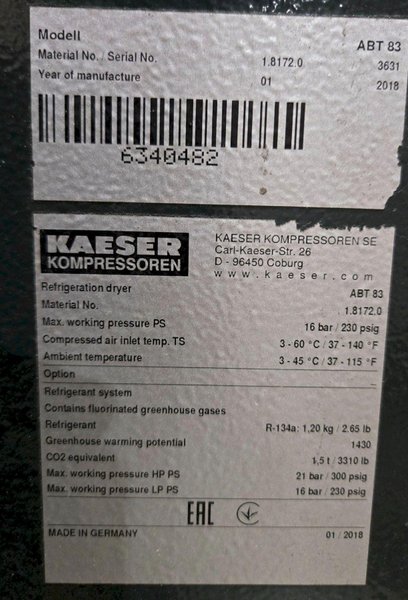 Modell ABT 83
Material No. / Serial No. 1.8172.0 3631
Year of manufacture 01 2018
6340482
KAESER
KOMPRESSOREN
KAESER KOMPRESSOREN SE
Carl-Kaeser-Str. 26
D - 96450 Coburg
www.kaeser.com
Refrigeration dryer ABT 83
Material No. 1.8172.0
Max. working pressure PS 16 bar / 230 psig
Compressed air inlet temp. TS 3 - 60 °C / 37 - 140 °F
Ambient temperature 3 - 45 °C / 37 - 115 °F
Option
Refrigerant system
Contains fluorinated greenhouse gases
Refrigerant R-134a: 1,20 kg / 2.65 lb
Greenhouse warming potential 1430
CO2 equivalent 1,5 t / 3310 lb
Max. working pressure HP PS 21 bar / 300 psig
Max. working pressure LP PS 16 bar / 230 psig
EAC
MADE IN GERMANY 01 / 2018